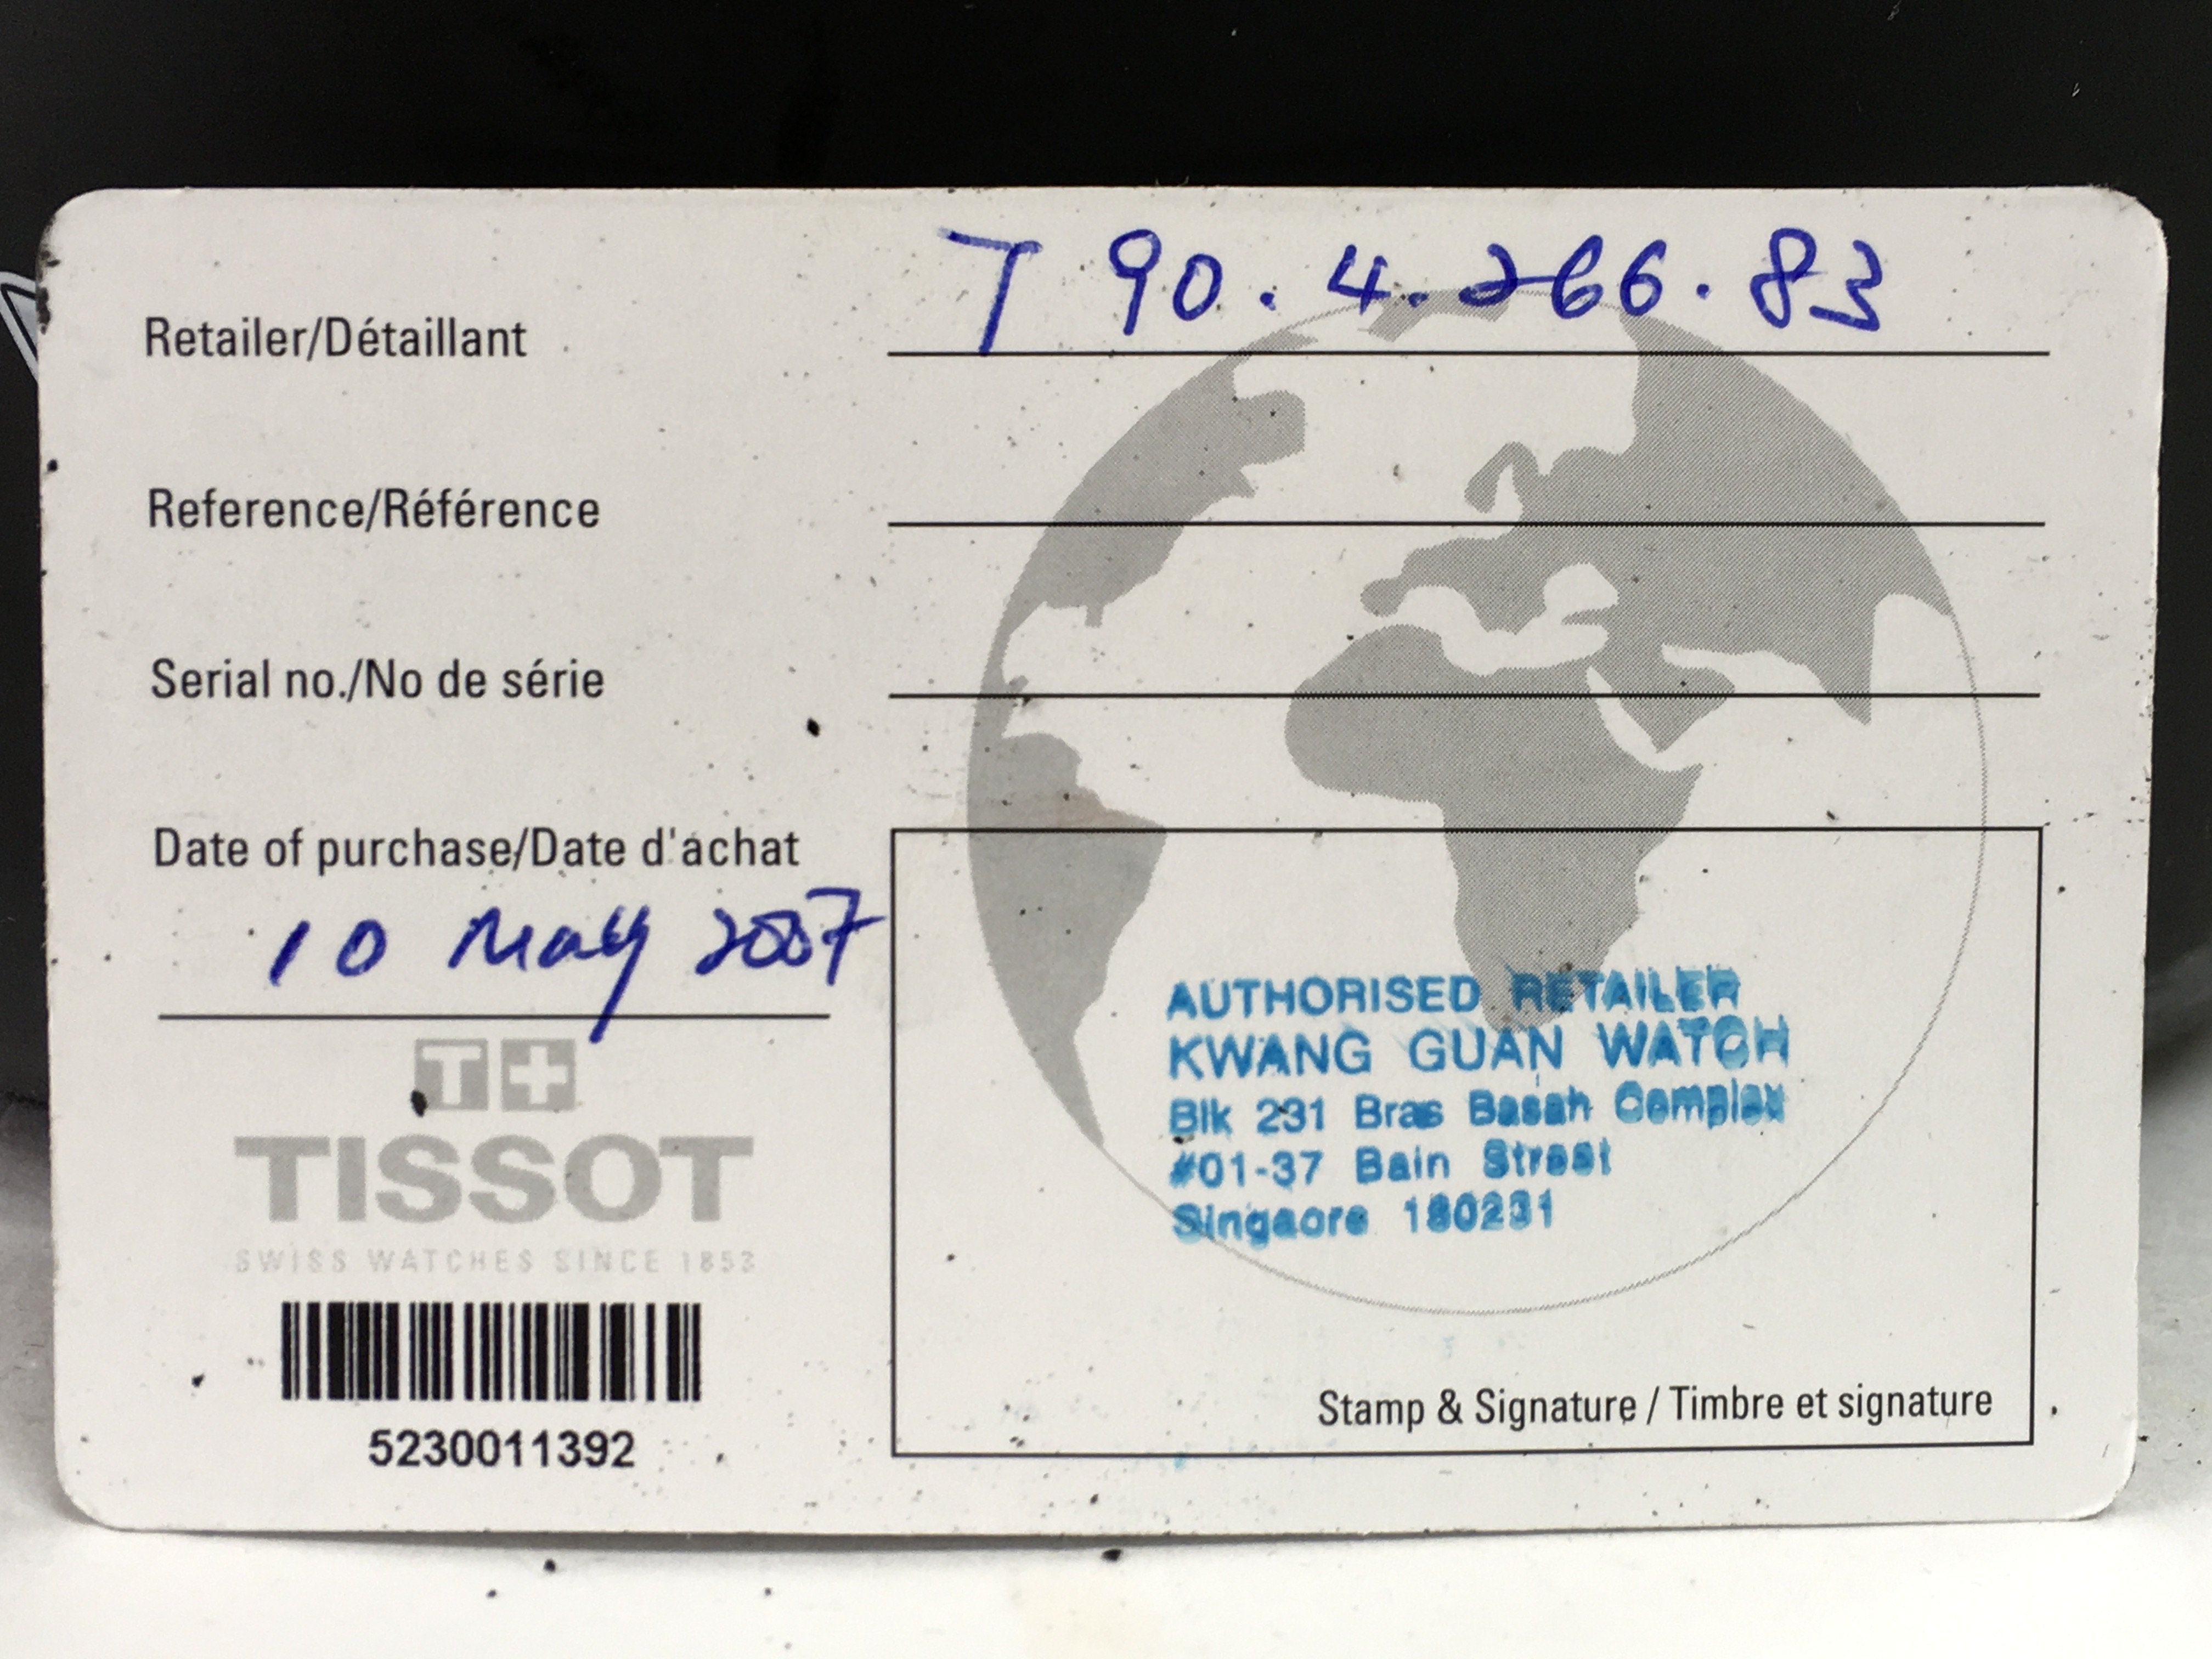 T 90.4.266.83
Retailer/Détaillant
Reference/Référence
Serial no./No de série
Date of purchase/Date d'achat
10 May 2007
T+
TISSOT
SWISS WATCHES SINCE 1853
5230011392
AUTHORISED RETAILER
KWANG GUAN WATCH
Blk 231 Bras Basah Complex
#01-37 Bain Street
Singaore 180231
Stamp & Signature / Timbre et signature